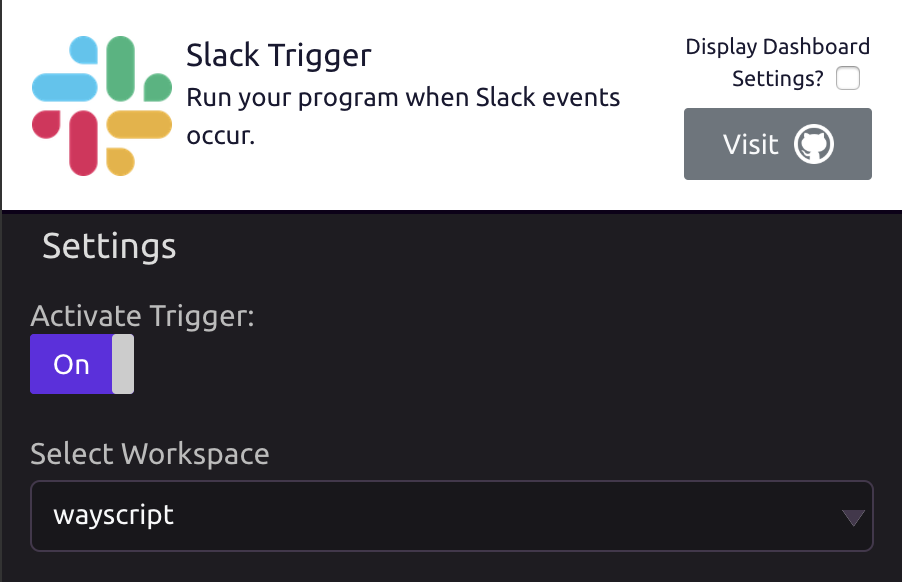 Slack Trigger
Run your program when Slack events
occur.
Display Dashboard
Settings?
Visit
Settings
Activate Trigger:
On
Select Workspace
wayscript